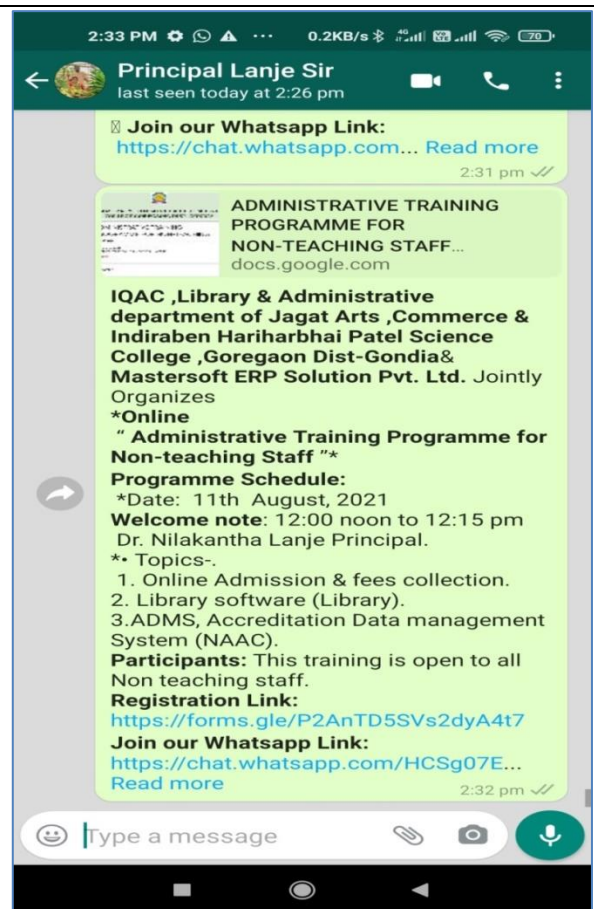 2:33 PM ... 0.2KB/s 4G 70
Principal Lanje Sir
last seen today at 2:26 pm
Join our Whatsapp Link:
https://chat.whatsapp.com... Read more
2:31 pm
ADMINISTRATIVE TRAINING
PROGRAMME FOR
NON-TEACHING STAFF...
docs.google.com
IQAC ,Library & Administrative
department of Jagat Arts ,Commerce &
Indiraben Hariharbhai Patel Science
College ,Goregaon Dist-Gondia&
Mastersoft ERP Solution Pvt. Ltd. Jointly
Organizes
*Online
“ Administrative Training Programme for
Non-teaching Staff ”*
Programme Schedule:
*Date: 11th August, 2021
Welcome note: 12:00 noon to 12:15 pm
Dr. Nilakantha Lanje Principal.
*• Topics-.
1. Online Admission & fees collection.
2. Library software (Library).
3.ADMS, Accreditation Data management
System (NAAC).
Participants: This training is open to all
Non teaching staff.
Registration Link:
https://forms.gle/P2AnTD5SVs2dyA4t7
Join our Whatsapp Link:
https://chat.whatsapp.com/HCSg07E...
Read more
2:32 pm
Type a message